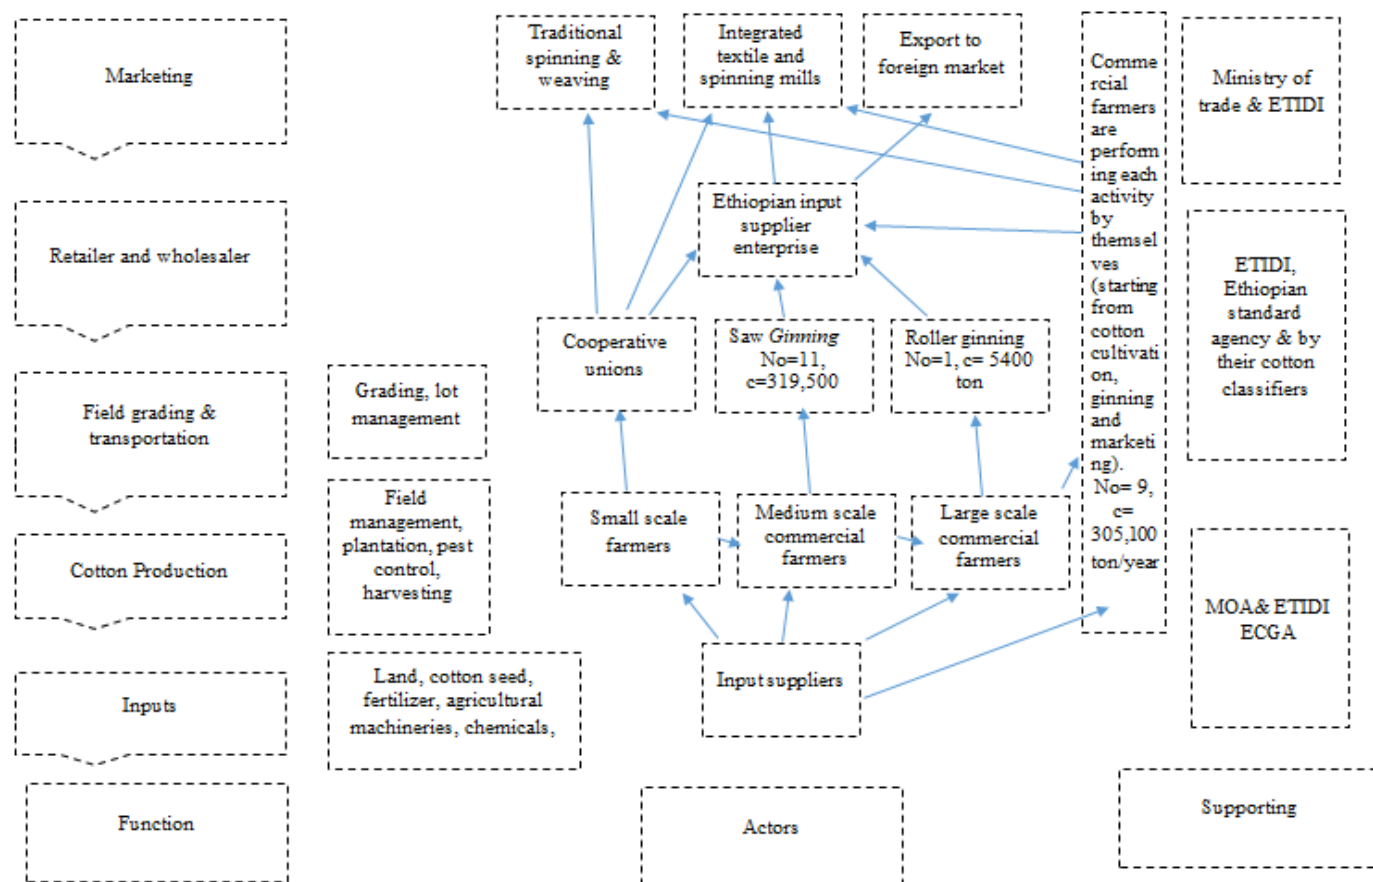 Marketing
Traditional
spinning &
weaving
Integrated
textile and
spinning mills
Export to
foreign market
Comme
rcial
farmers
are
perform
ing each
activity
by
themsel
ves
(starting
from
cotton
cultivati
on,
ginning
and
marketi
ng).
No= 9,
c=
305,100
ton/year
Ministry of
trade & ETIDI
Retailer and wholesaler
Ethiopian input
supplier
enterprise
ETIDI,
Ethiopian
standard
agency & by
their cotton
classifiers
Field grading &
transportation
Grading, lot
management
Cooperative
unions
Saw Ginning
No=11,
c=319,500
Roller ginning
No=1, c= 5400
ton
Cotton Production
Field
management,
plantation, pest
control,
harvesting
Small scale
farmers
Medium scale
commercial
farmers
Large scale
commercial
farmers
MOA& ETIDI
ECGA
Inputs
Land, cotton seed,
fertilizer, agricultural
machineries, chemicals,
Input suppliers
Function
Actors
Supporting